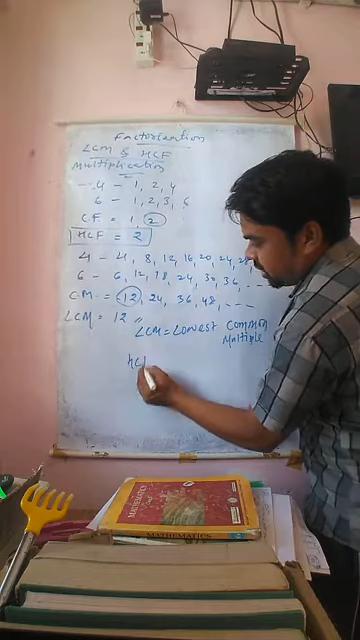 Factorization
LCM & HCF
Multiplication
4 - 1, 2, 4
6 - 1, 2, 3, 6
C.F = 1, 2
HCF = 2
4 - 4, 8, 12, 16, 20, 24, 28,
6 - 6, 12, 18, 24, 30, 36, ---
CM = 12, 24, 36, 48, ---
LCM = 12 "
LCM = Lowest Common
Multiple
HCF
MATHEMATICS
MATHEMATICS